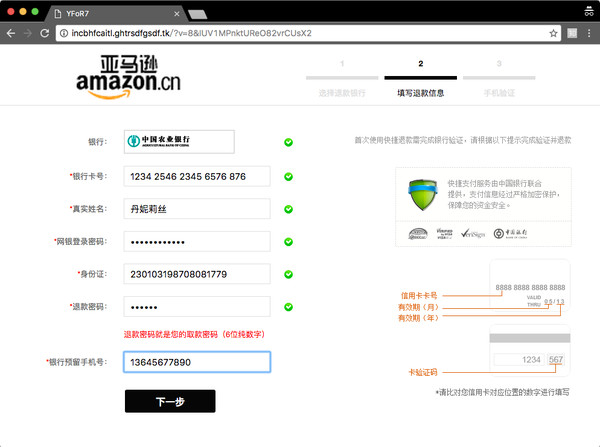 YFoR7
incbhfcaitl.ghtrsdfgsdf.tk/?v=8&IUV1MPnktUReO82vrCUsX2
亚马逊
amazon.cn
1 2 3
选择退款银行 填写退款信息 手机验证
首次使用快捷退款需完成银行验证，请根据以下提示完成验证并退款
银行: 中国农业银行
AGRICULTURAL BANK OF CHINA
*银行卡号: 1234 2546 2345 6576 876
*真实姓名: 丹妮莉丝
*网银登录密码: ••••••••••••
*身份证: 230103198708081779
*退款密码: ••••••
退款密码就是您的取款密码（6位纯数字）
*银行预留手机号: 13645677890
下一步
快捷支付服务由中国银行联合
提供，支付信息经过严格加密保护，
保障您的资金安全。
VeriSign
中国银行
BANK OF CHINA
8888 8888 8888 8888
信用卡卡号
VALID
THRU 0 5 / 1 3
有效期（月）
有效期（年）
1234 567
卡验证码
*请比对您信用卡对应位置的数字进行填写